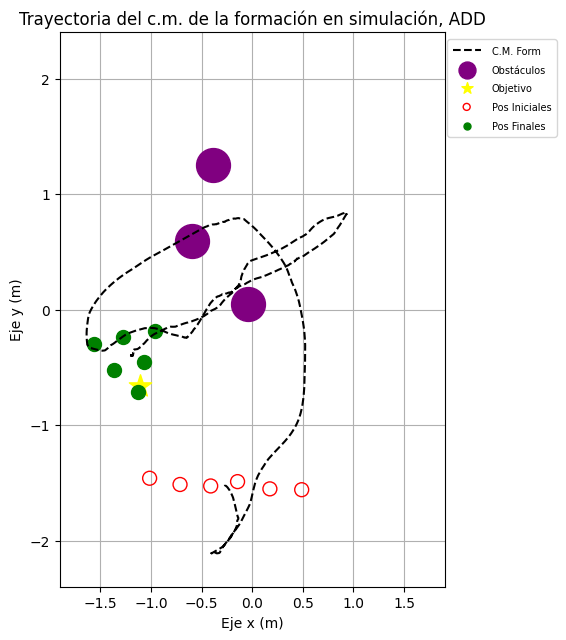 Trayectoria del c.m. de la formación en simulación, ADD
C.M. Form
Obstáculos
Objetivo
Pos Iniciales
Pos Finales
2
1
0
−1
−2
Eje y (m)
−1.5 −1.0 −0.5 0.0 0.5 1.0 1.5
Eje x (m)